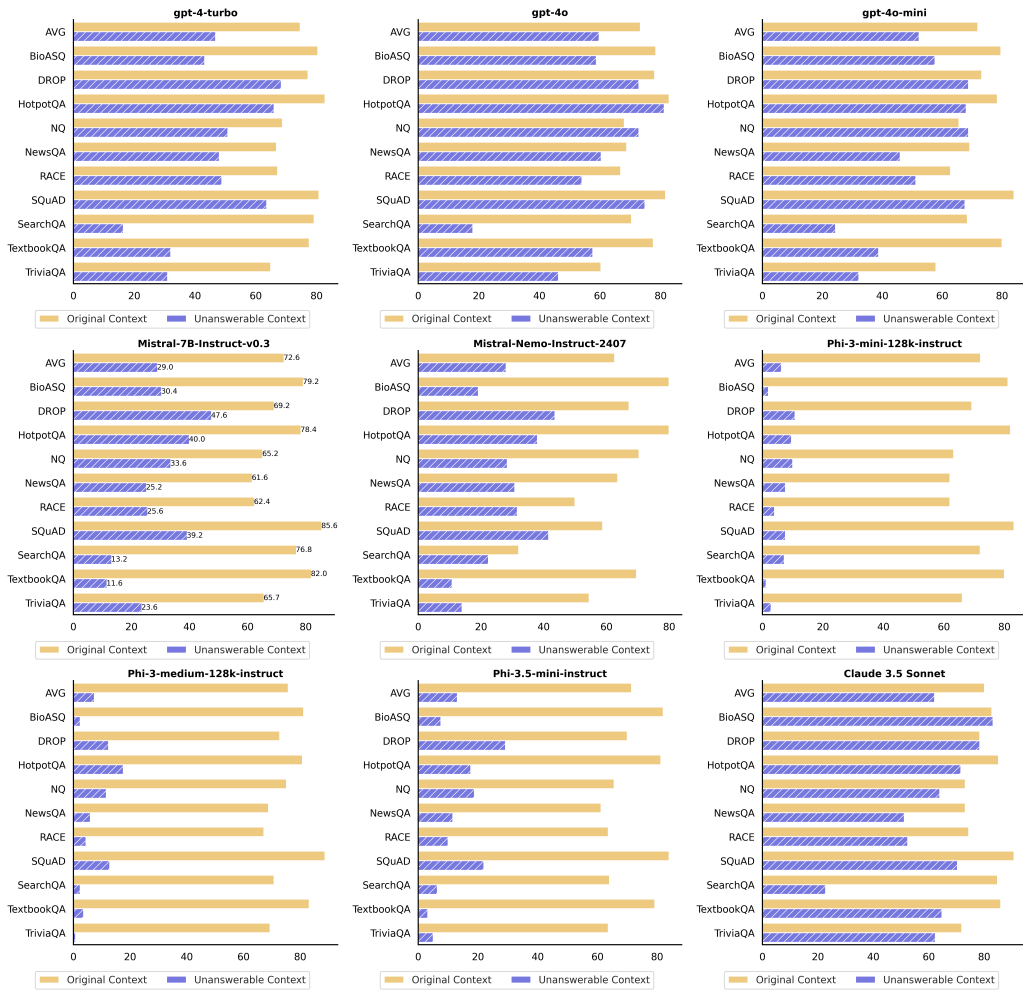 gpt-4-turbo
AVG
BioASQ
DROP
HotpotQA
NQ
NewsQA
RACE
SQuAD
SearchQA
TextbookQA
TriviaQA
0 20 40 60 80
Original Context Unanswerable Context
gpt-4o
AVG
BioASQ
DROP
HotpotQA
NQ
NewsQA
RACE
SQuAD
SearchQA
TextbookQA
TriviaQA
0 20 40 60 80
Original Context Unanswerable Context
gpt-4o-mini
AVG
BioASQ
DROP
HotpotQA
NQ
NewsQA
RACE
SQuAD
SearchQA
TextbookQA
TriviaQA
0 20 40 60 80
Original Context Unanswerable Context
Mistral-7B-Instruct-v0.3
AVG 72.6 29.0
BioASQ 79.2 30.4
DROP 69.2 47.6
HotpotQA 78.4 40.0
NQ 65.2 33.6
NewsQA 61.6 25.2
RACE 62.4 25.6
SQuAD 85.6 39.2
SearchQA 76.8 13.2
TextbookQA 82.0 11.6
TriviaQA 65.7 23.6
0 20 40 60 80
Original Context Unanswerable Context
Mistral-Nemo-Instruct-2407
AVG
BioASQ
DROP
HotpotQA
NQ
NewsQA
RACE
SQuAD
SearchQA
TextbookQA
TriviaQA
0 20 40 60 80
Original Context Unanswerable Context
Phi-3-mini-128k-instruct
AVG
BioASQ
DROP
HotpotQA
NQ
NewsQA
RACE
SQuAD
SearchQA
TextbookQA
TriviaQA
0 20 40 60 80
Original Context Unanswerable Context
Phi-3-medium-128k-instruct
AVG
BioASQ
DROP
HotpotQA
NQ
NewsQA
RACE
SQuAD
SearchQA
TextbookQA
TriviaQA
0 20 40 60 80
Original Context Unanswerable Context
Phi-3.5-mini-instruct
AVG
BioASQ
DROP
HotpotQA
NQ
NewsQA
RACE
SQuAD
SearchQA
TextbookQA
TriviaQA
0 20 40 60 80
Original Context Unanswerable Context
Claude 3.5 Sonnet
AVG
BioASQ
DROP
HotpotQA
NQ
NewsQA
RACE
SQuAD
SearchQA
TextbookQA
TriviaQA
0 20 40 60 80
Original Context Unanswerable Context